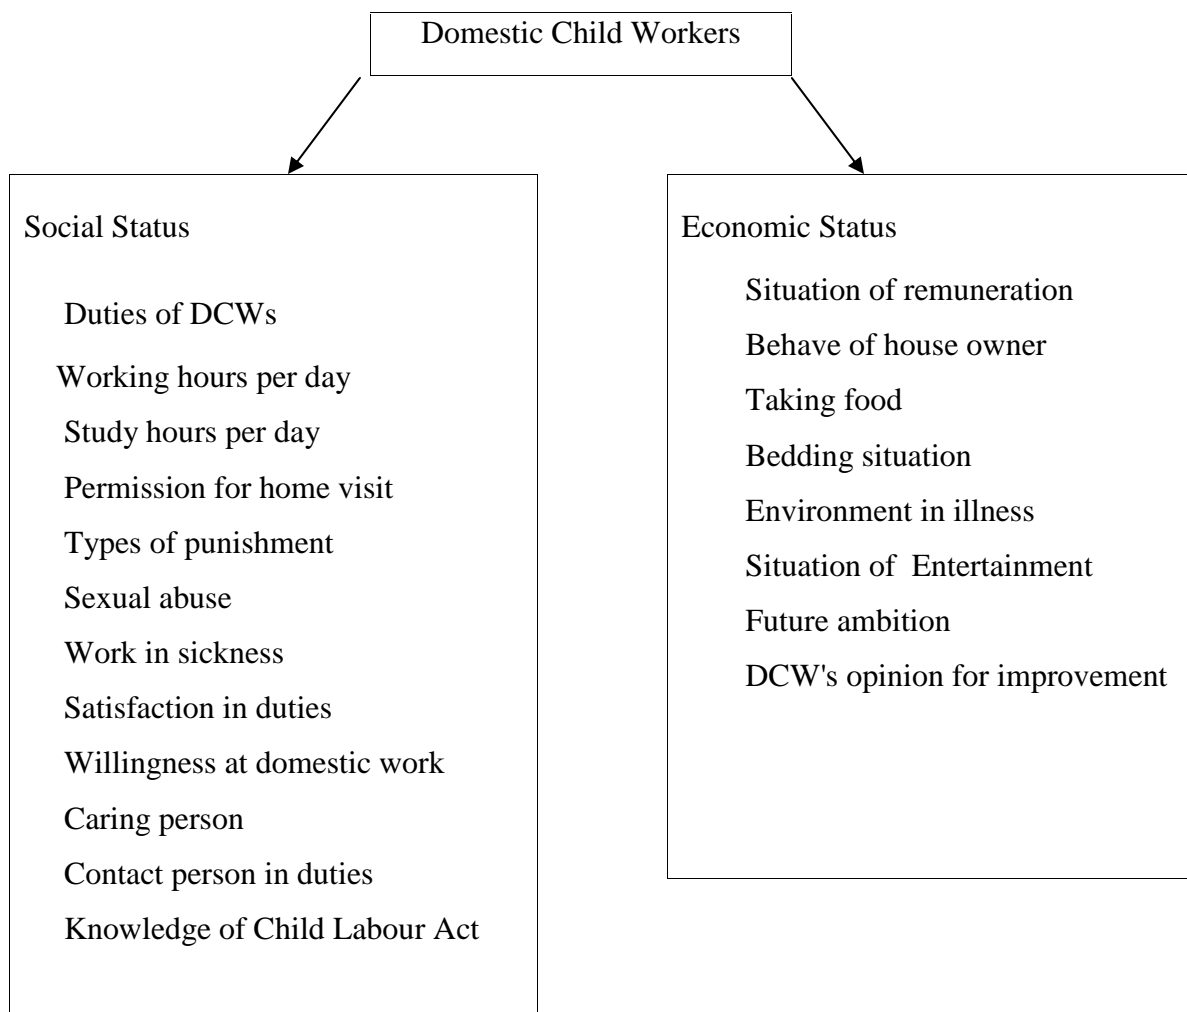 Domestic Child Workers
Social Status
Duties of DCWs
Working hours per day
Study hours per day
Permission for home visit
Types of punishment
Sexual abuse
Work in sickness
Satisfaction in duties
Willingness at domestic work
Caring person
Contact person in duties
Knowledge of Child Labour Act
Economic Status
Situation of remuneration
Behave of house owner
Taking food
Bedding situation
Environment in illness
Situation of Entertainment
Future ambition
DCW's opinion for improvement